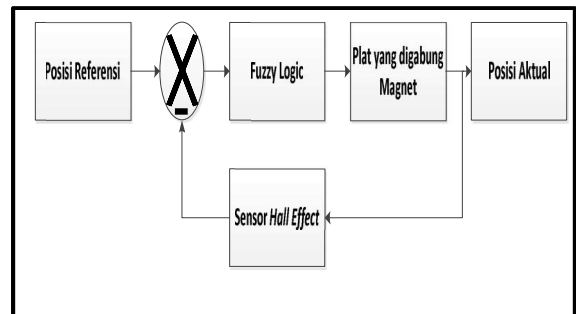 Posisi Referensi
-
Fuzzy Logic
Plat yang digabung
Magnet
Posisi Aktual
Sensor Hall Effect